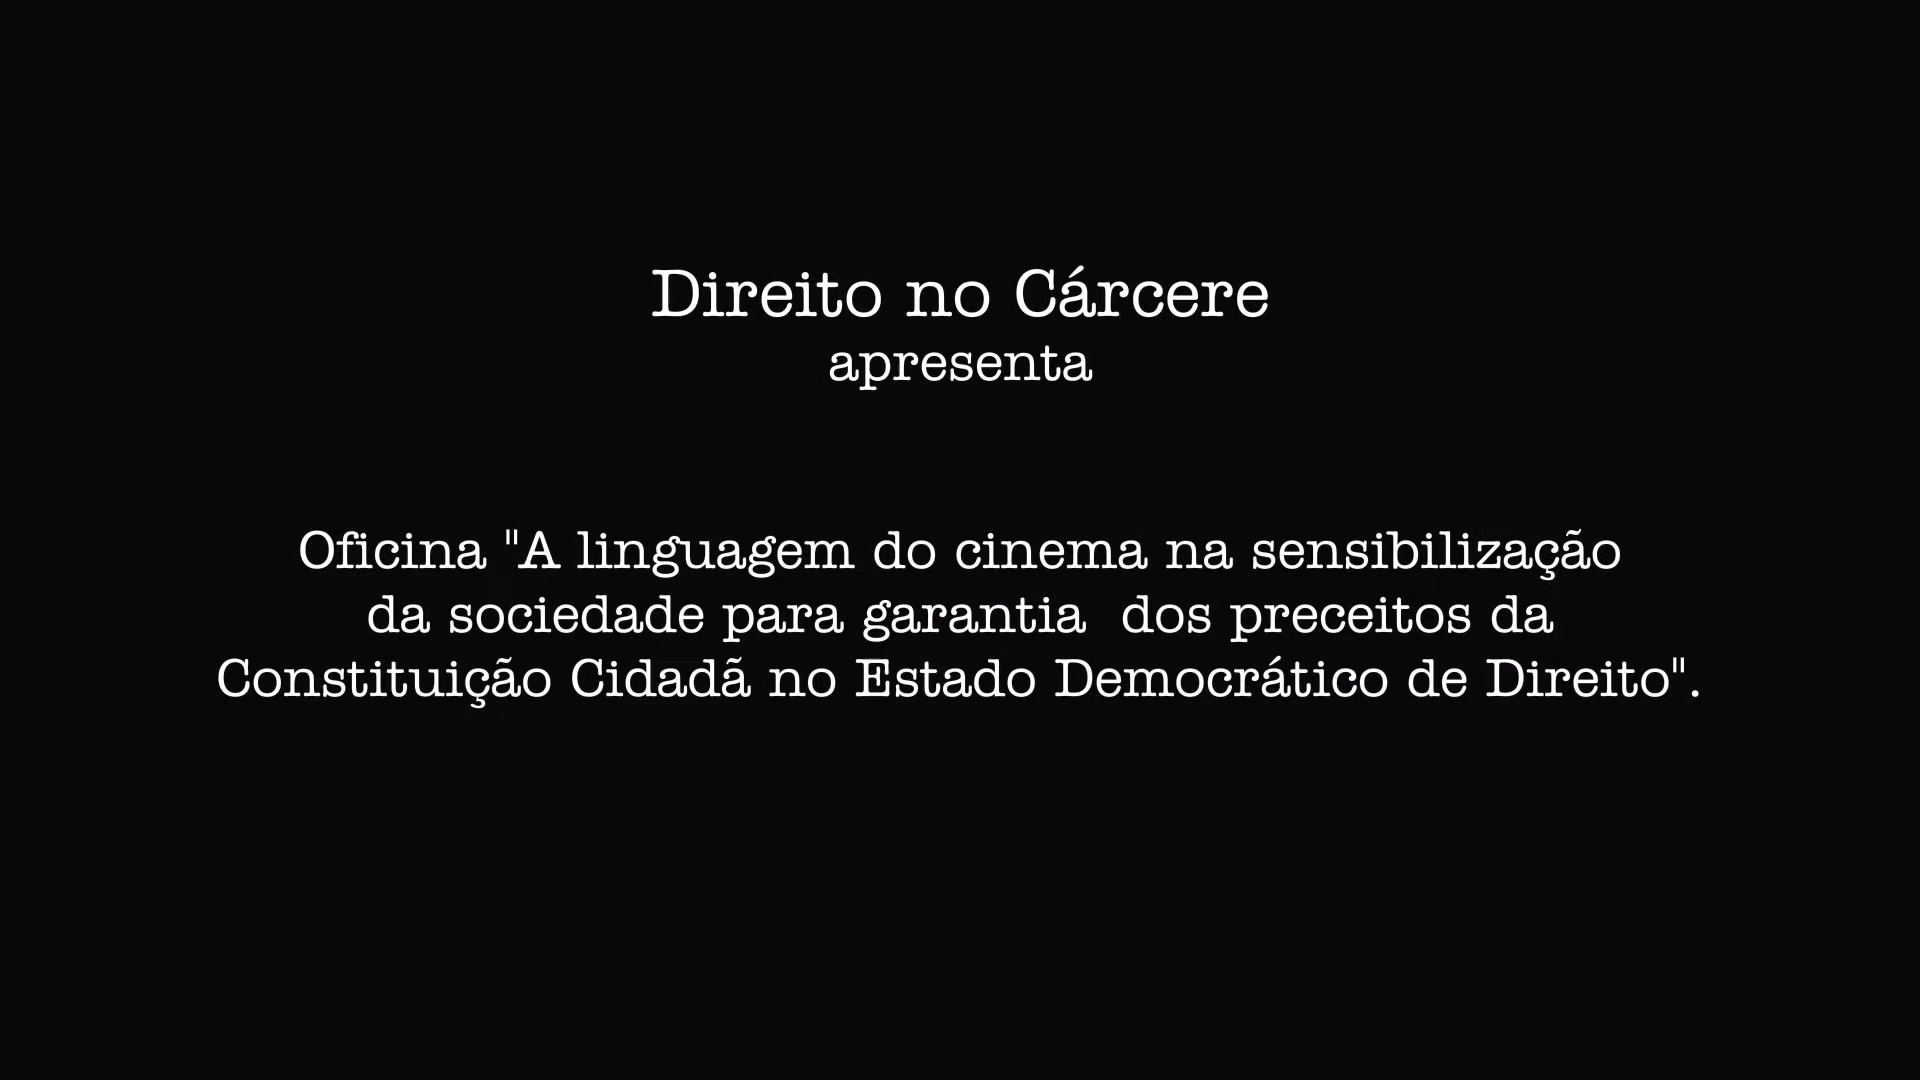 Direito no Cárcere
apresenta
Oficina "A linguagem do cinema na sensibilização
da sociedade para garantia  dos preceitos da
Constituição Cidadã no Estado Democrático de Direito".